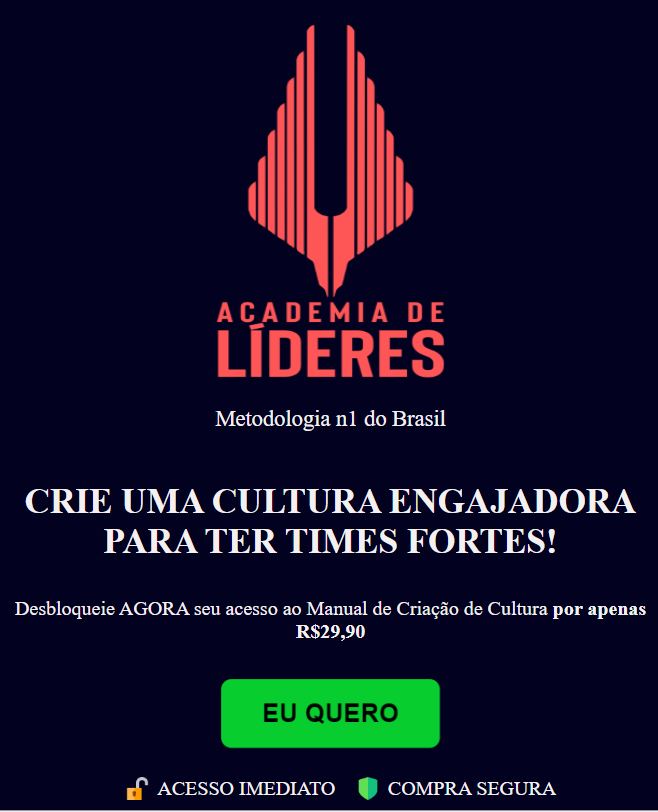 ACADEMIA DE
LÍDERES
Metodologia n1 do Brasil
CRIE UMA CULTURA ENGAJADORA
PARA TER TIMES FORTES!
Desbloqueie AGORA seu acesso ao Manual de Criação de Cultura por apenas
R$29,90
EU QUERO
ACESSO IMEDIATO COMPRA SEGURA